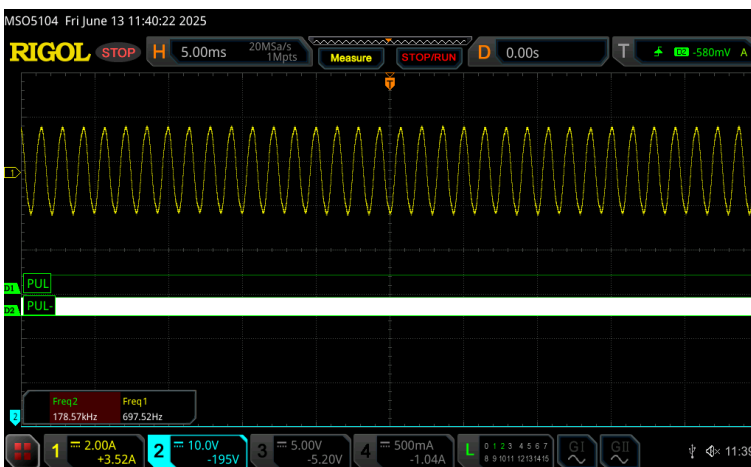 MSO5104 Fri June 13 11:40:22 2025
RIGOL STOP H 5.00ms 20MSa/s 1Mpts Measure STOP/RUN D 0.00s T D2 -580mV A
T
1
D1 PUL
D2 PUL-
Freq2 Freq1
178.57kHz 697.52Hz
2
1 2.00A +3.52A 2 10.0V -195V 3 5.00V -5.20V 4 500mA -1.04A L 0 1 2 3 4 5 6 7 8 9 10 11 12 13 14 15 GI GII 11:39